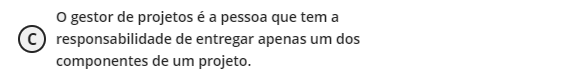 O gestor de projetos é a pessoa que tem a
C responsabilidade de entregar apenas um dos
componentes de um projeto.